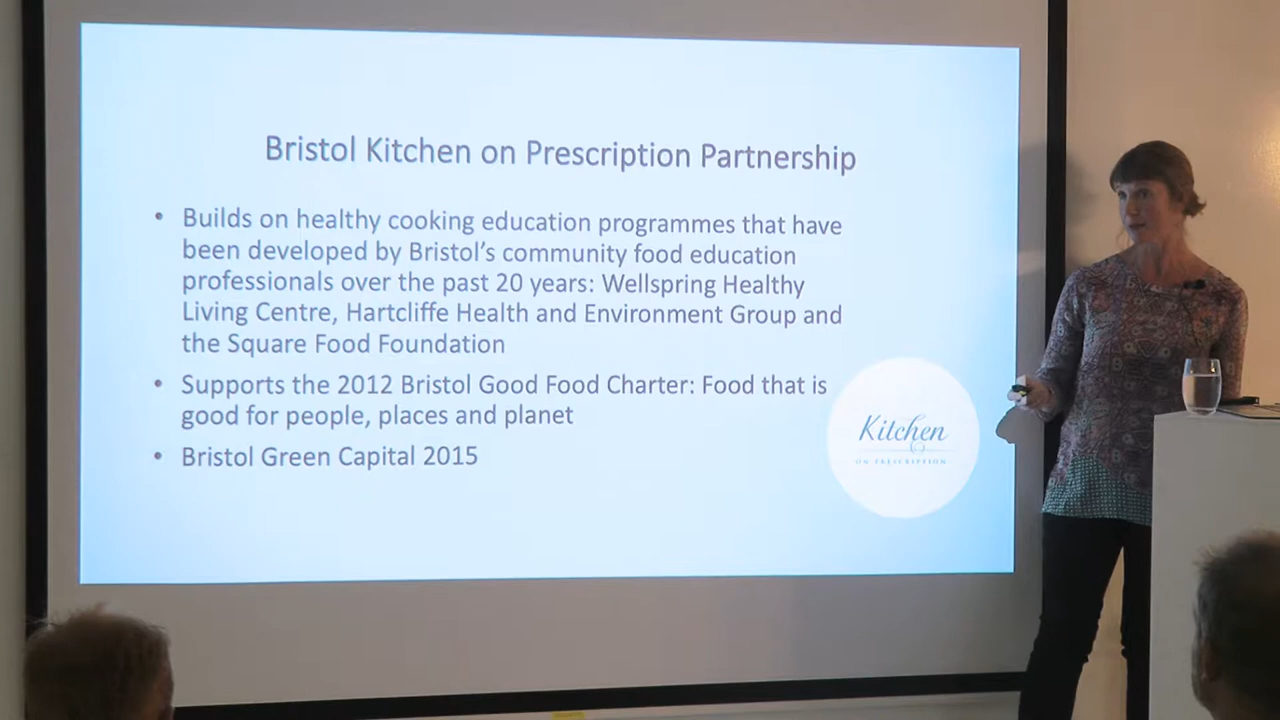 Bristol Kitchen on Prescription Partnership
• Builds on healthy cooking education programmes that have
been developed by Bristol’s community food education
professionals over the past 20 years: Wellspring Healthy
Living Centre, Hartcliffe Health and Environment Group and
the Square Food Foundation
• Supports the 2012 Bristol Good Food Charter: Food that is
good for people, places and planet
• Bristol Green Capital 2015
Kitchen
ON PRESCRIPTION